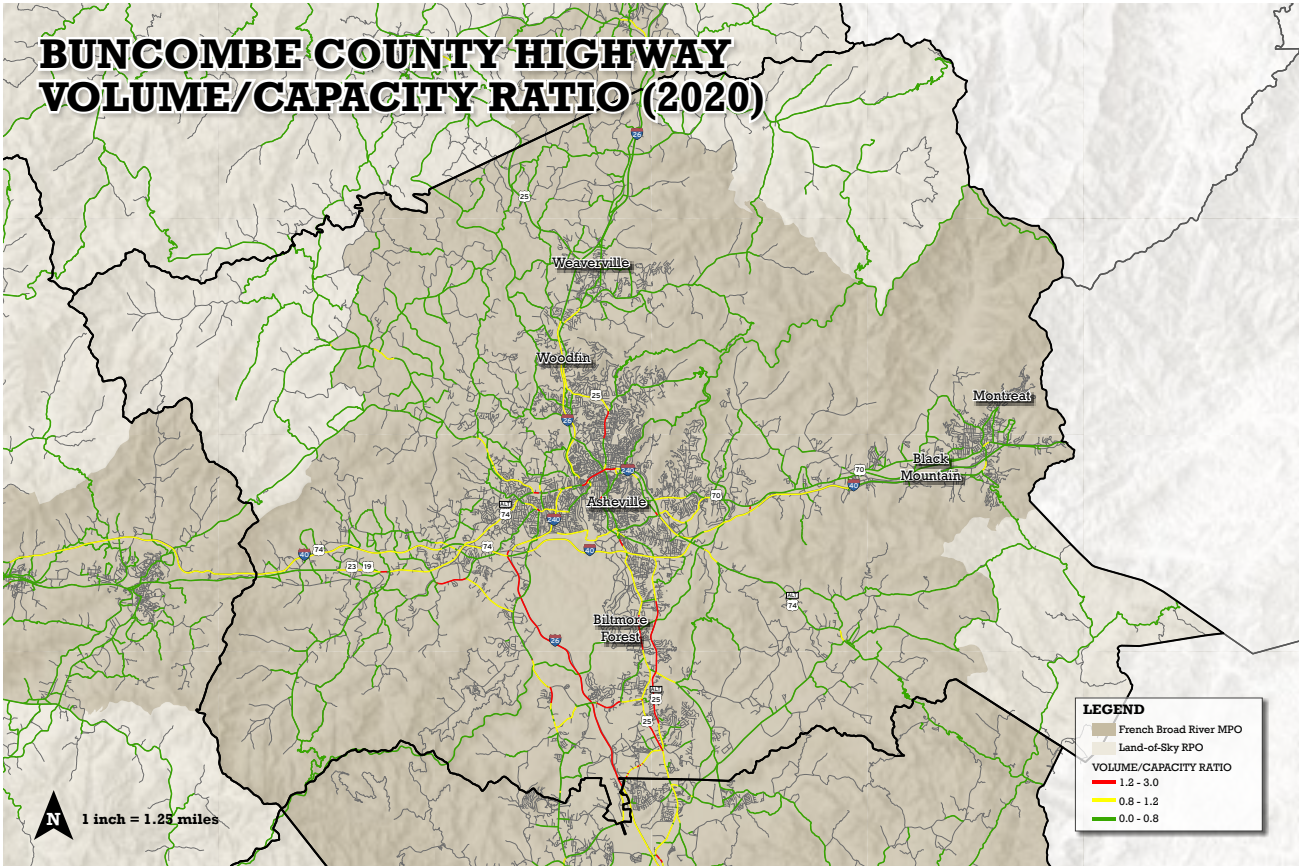 BUNCOMBE COUNTY HIGHWAY
VOLUME/CAPACITY RATIO (2020)
26
25
Weaverville
Woodfin
25
26
Montreat
Black
Mountain
70
40
240
70
Asheville
ALT
74
240
74
40
40
74
23 19
ALT
74
Biltmore
Forest
26
ALT
25
25
LEGEND
French Broad River MPO
Land-of-Sky RPO
VOLUME/CAPACITY RATIO
1.2 - 3.0
0.8 - 1.2
0.0 - 0.8
N
1 inch = 1.25 miles